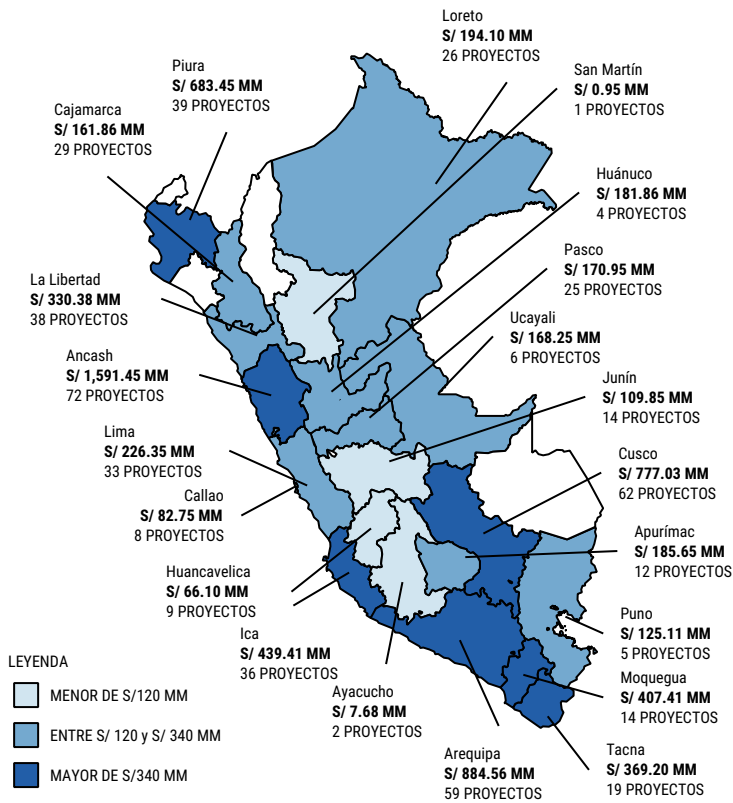 Loreto
S/ 194.10 MM
26 PROYECTOS
Piura
S/ 683.45 MM
39 PROYECTOS
San Martín
S/ 0.95 MM
1 PROYECTOS
Cajamarca
S/ 161.86 MM
29 PROYECTOS
Huánuco
S/ 181.86 MM
4 PROYECTOS
Pasco
S/ 170.95 MM
25 PROYECTOS
La Libertad
S/ 330.38 MM
38 PROYECTOS
Ucayali
S/ 168.25 MM
6 PROYECTOS
Ancash
S/ 1,591.45 MM
72 PROYECTOS
Junín
S/ 109.85 MM
14 PROYECTOS
Lima
S/ 226.35 MM
33 PROYECTOS
Cusco
S/ 777.03 MM
62 PROYECTOS
Callao
S/ 82.75 MM
8 PROYECTOS
Apurímac
S/ 185.65 MM
12 PROYECTOS
Huancavelica
S/ 66.10 MM
9 PROYECTOS
Puno
S/ 125.11 MM
5 PROYECTOS
Ica
S/ 439.41 MM
36 PROYECTOS
Moquegua
S/ 407.41 MM
14 PROYECTOS
Ayacucho
S/ 7.68 MM
2 PROYECTOS
Arequipa
S/ 884.56 MM
59 PROYECTOS
Tacna
S/ 369.20 MM
19 PROYECTOS
LEYENDA
MENOR DE S/120 MM
ENTRE S/ 120 y S/ 340 MM
MAYOR DE S/340 MM